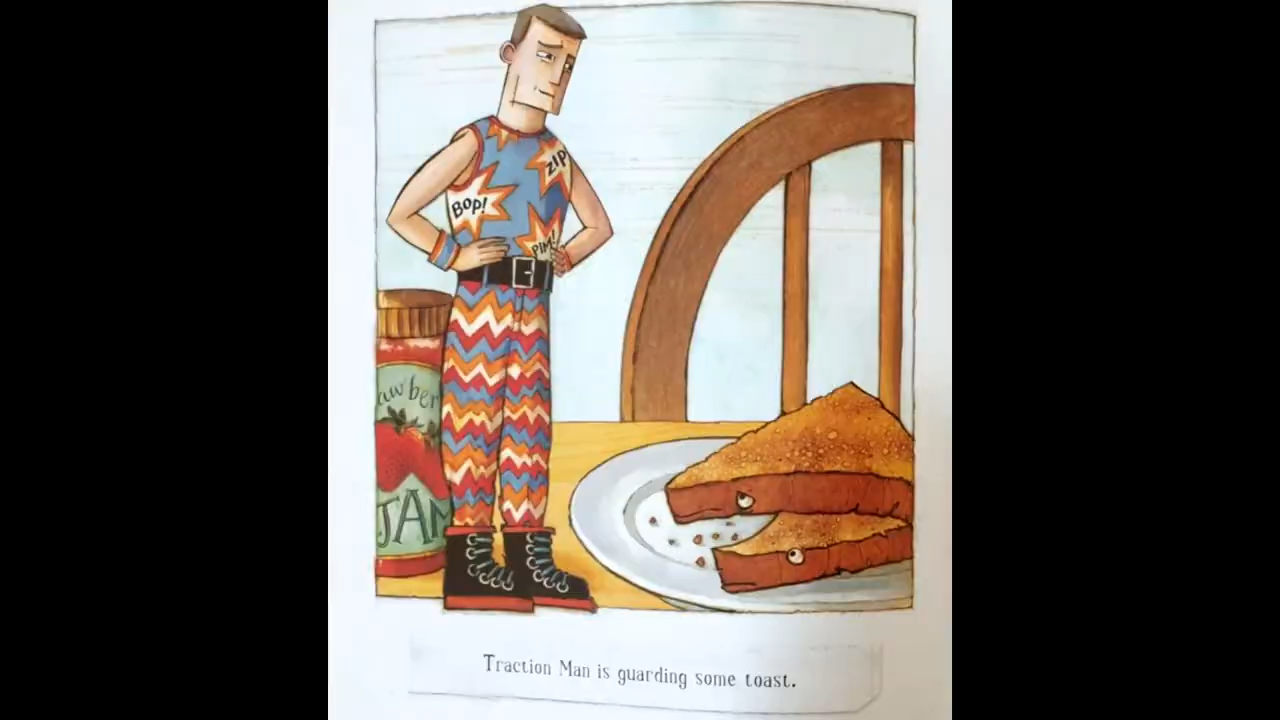 ZIP
BOP!
PIM!
awber
JAM
Traction Man is guarding some toast.